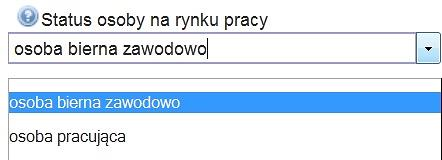 Status osoby na rynku pracy
osoba bierna zawodowo
osoba bierna zawodowo
osoba pracująca